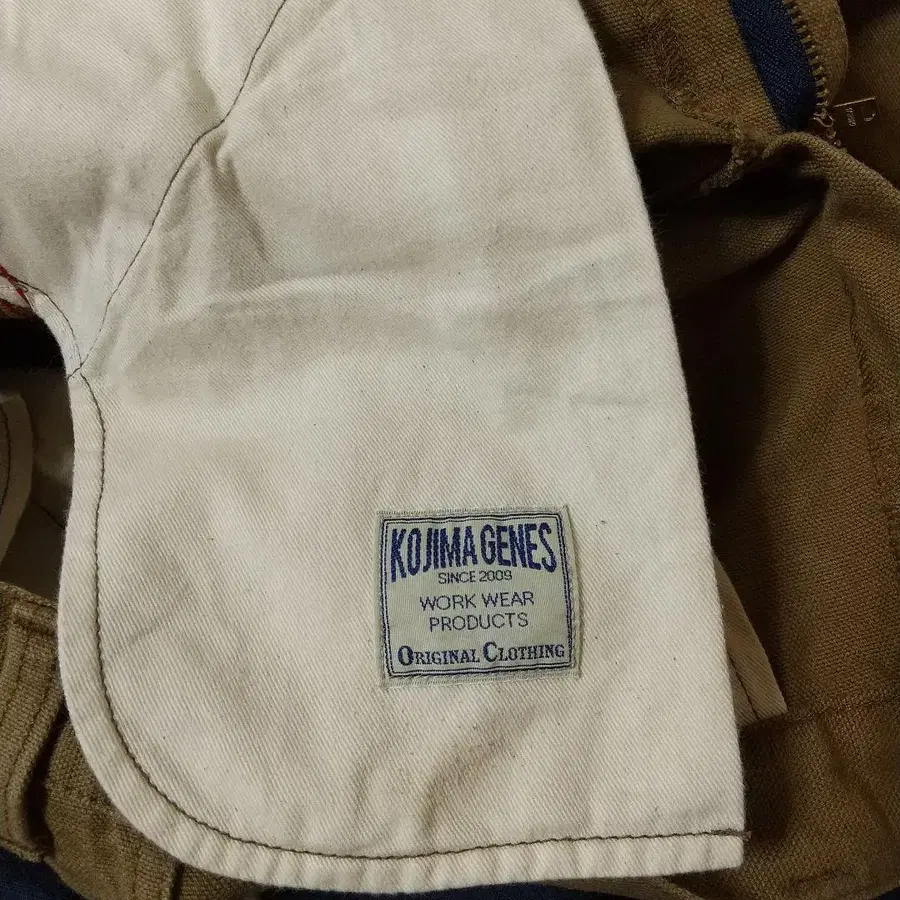 KOJIMA GENES
SINCE 2009
WORK WEAR
PRODUCTS
ORIGINAL CLOTHING